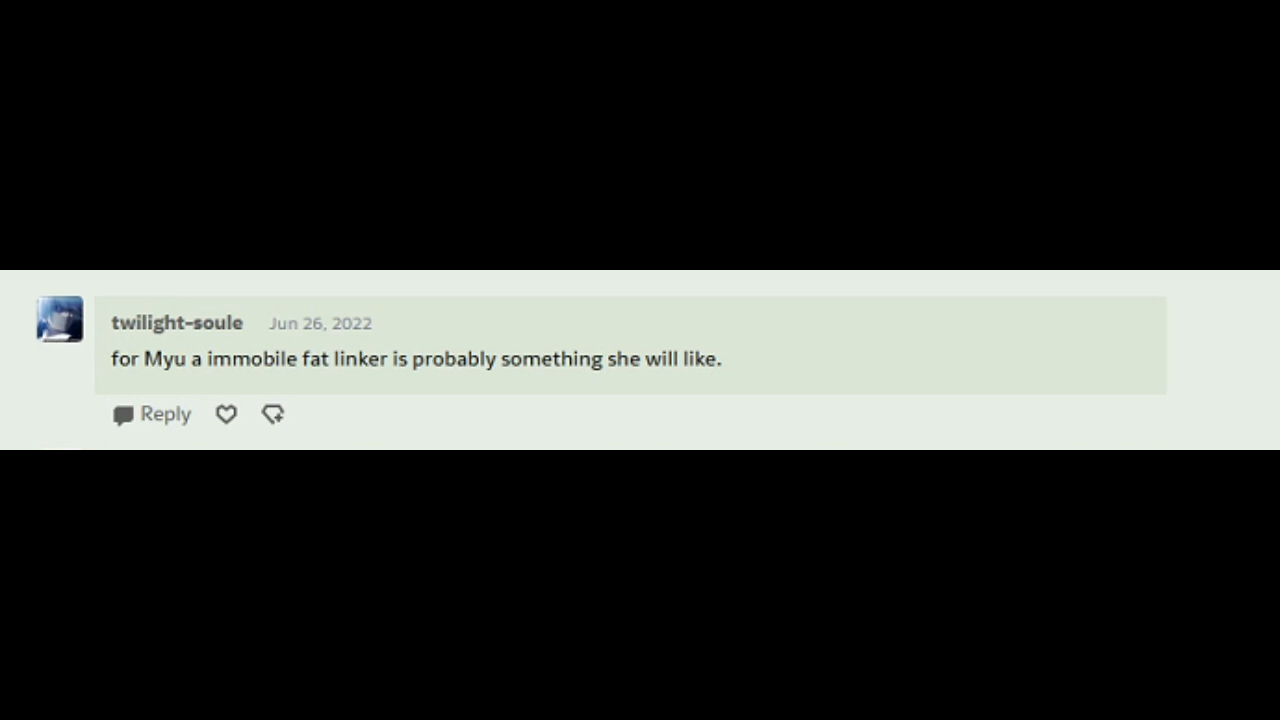 twilight-soule Jun 26, 2022
for Myu a immobile fat linker is probably something she will like.
Reply